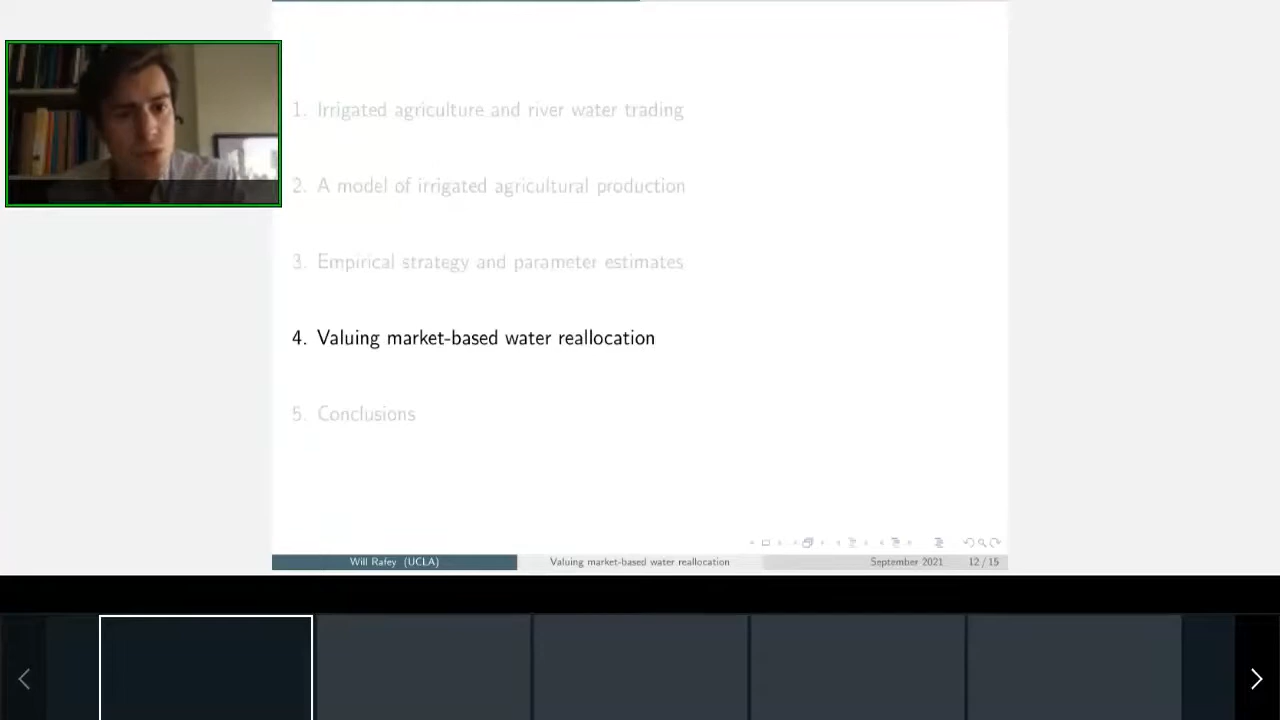 1. Irrigated agriculture and river water trading
2. A model of irrigated agricultural production
3. Empirical strategy and parameter estimates
4. Valuing market-based water reallocation
5. Conclusions
Will Rafey (UCLA) Valuing market-based water reallocation September 2021 12 / 15